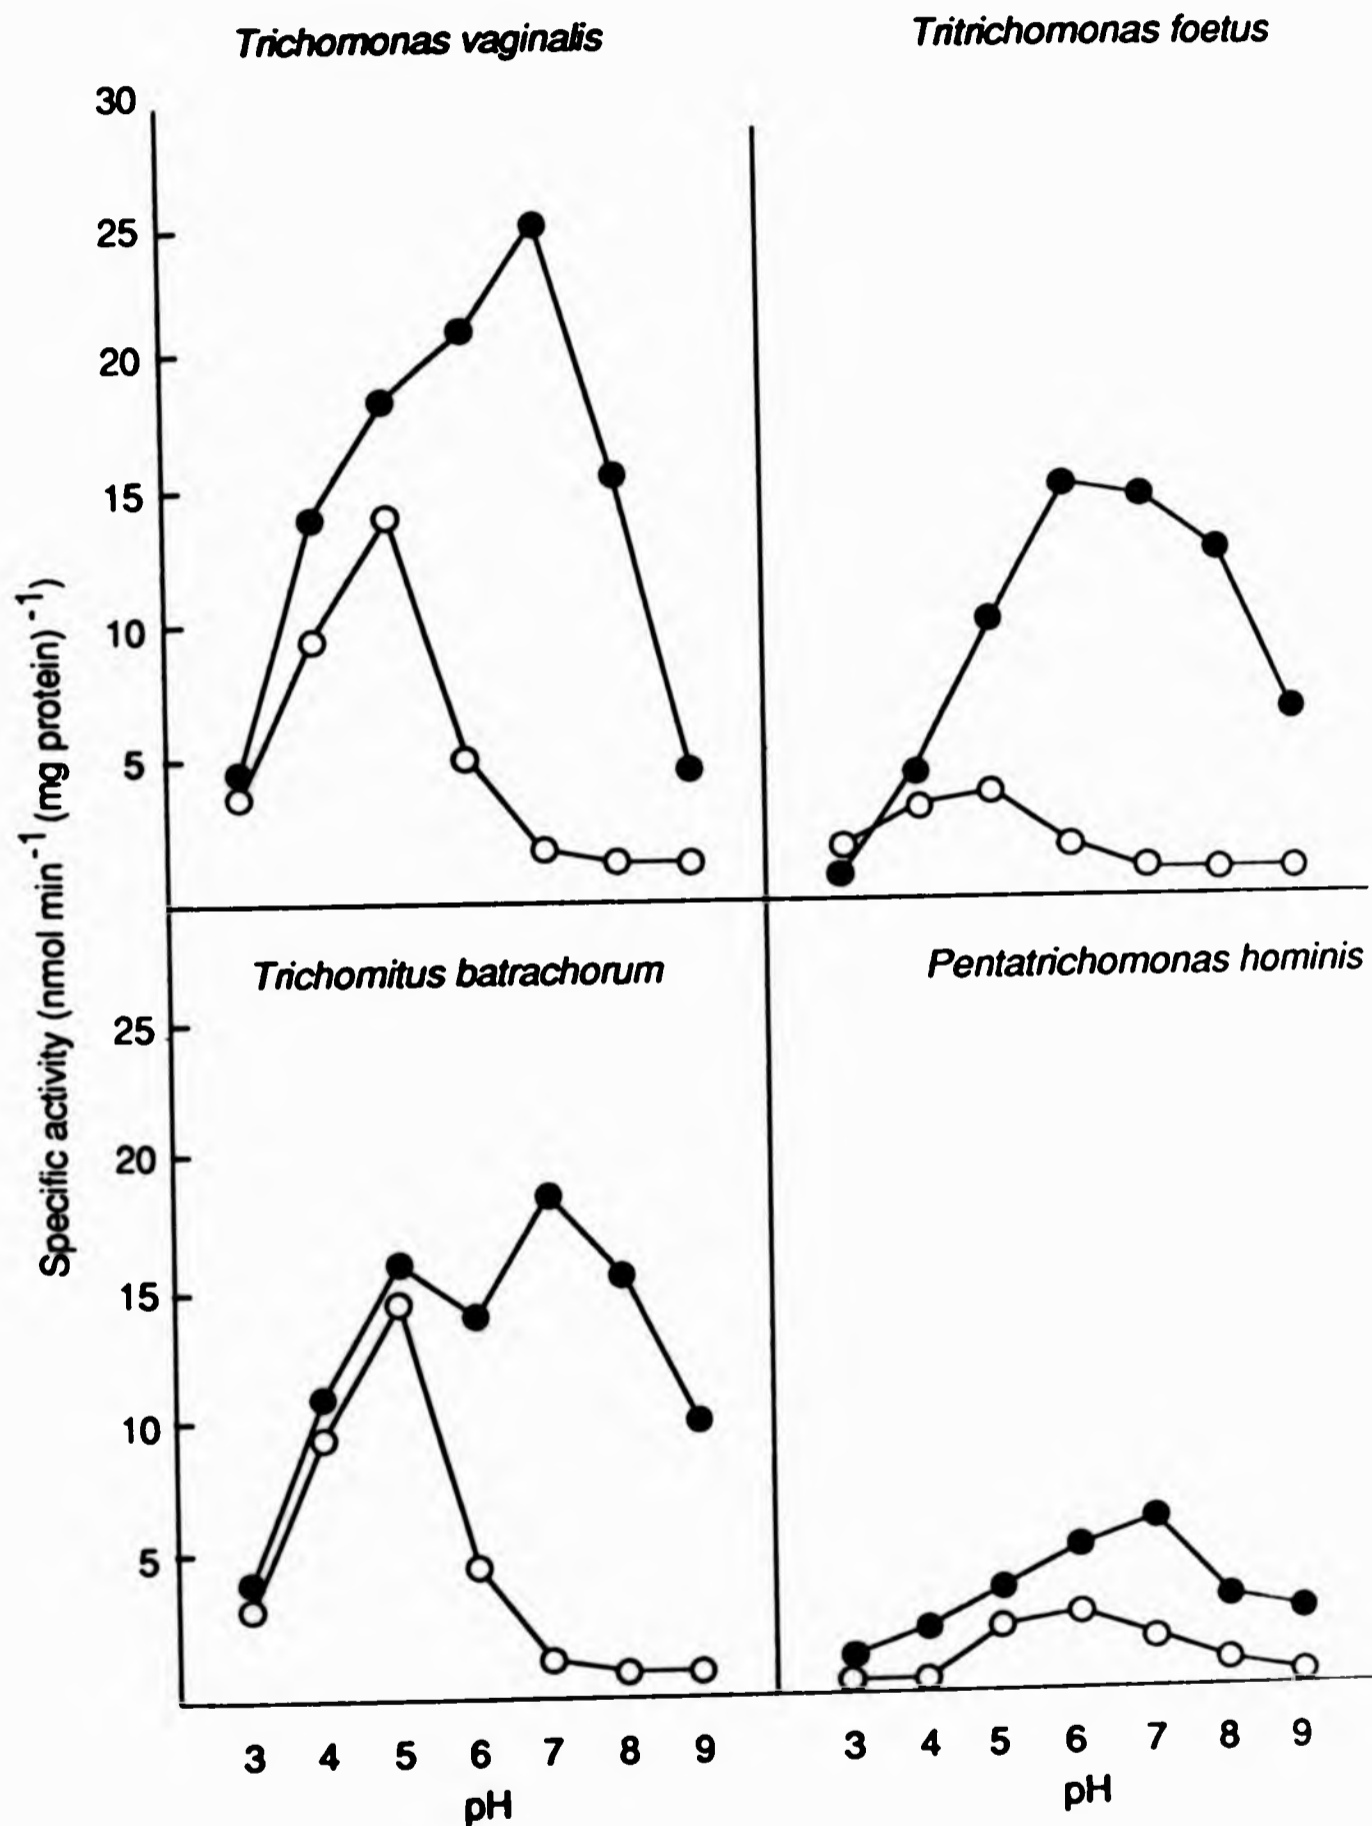 Trichomonas vaginalis
Tritrichomonas foetus
30
25
20
15
10
5
Specific activity (nmol min⁻¹ (mg protein)⁻¹)
Trichomitus batrachorum
Pentatrichomonas hominis
25
20
15
10
5
3 4 5 6 7 8 9
pH
3 4 5 6 7 8 9
pH